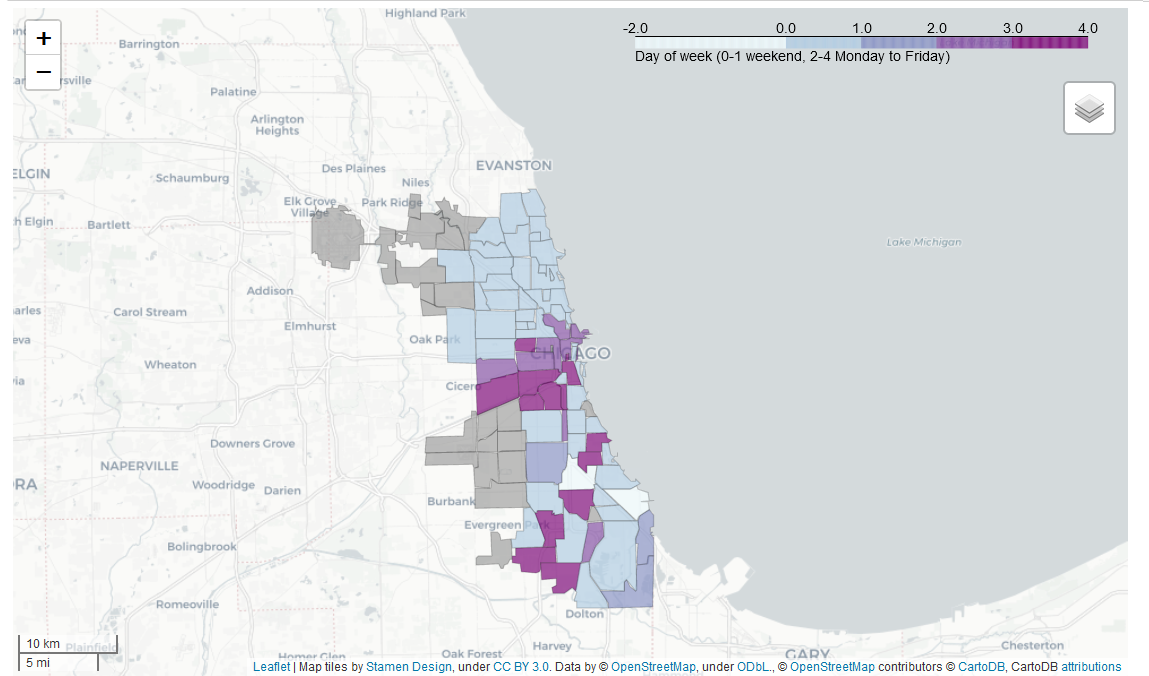 Highland Park
-2.0 0.0 1.0 2.0 3.0 4.0
+
Barrington
Day of week (0-1 weekend, 2-4 Monday to Friday)
−
Palatine
Arlington
Heights
EVANSTON
Des Plaines
ELGIN
Schaumburg
Niles
Elk Grove
Village
Park Ridge
h Elgin
Bartlett
Lake Michigan
Addison
arles
Carol Stream
Elmhurst
eva
Oak Park
CHICAGO
Wheaton
via
Cicero
Downers Grove
NAPERVILLE
RA
Woodridge
Darien
Burbank
Evergreen Park
Bolingbrook
Romeoville
Dolton
10 km
Plainfield
Harvey
Chesterton
5 mi
Homer Glen
Oak Forest
GARY
Leaflet | Map tiles by Stamen Design, under CC BY 3.0. Data by © OpenStreetMap, under ODbL., © OpenStreetMap contributors © CartoDB, CartoDB attributions